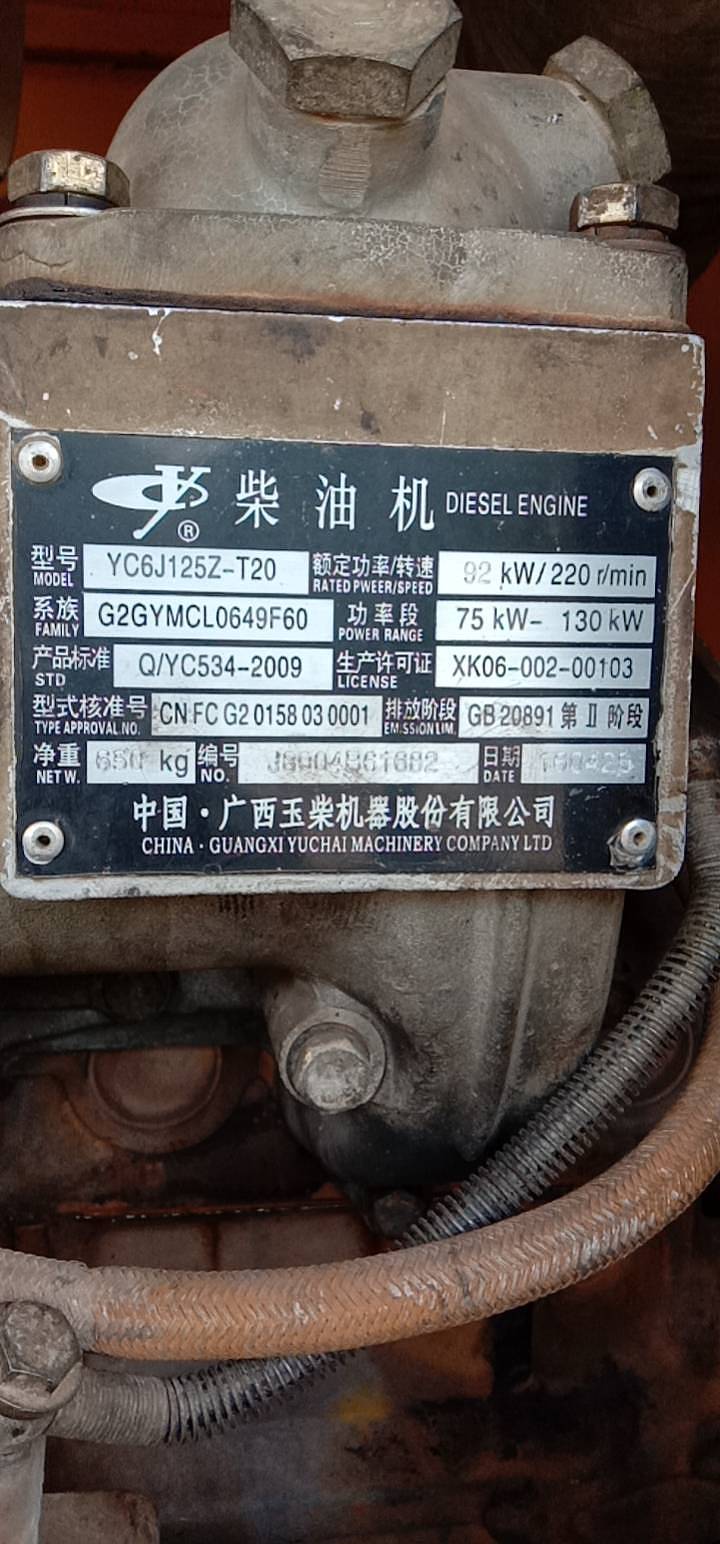 YC ® 柴油机 DIESEL ENGINE
型号 MODEL YC6J125Z-T20 额定功率/转速 RATED PWEER/SPEED 92 kW/220 r/min
系族 FAMILY G2GYMCL0649F60 功率段 POWER RANGE 75 kW- 130 kW
产品标准 STD Q/YC534-2009 生产许可证 LICENSE XK06-002-00103
型式核准号 TYPE APPROVAL NO. CN FC G2 0158 03 0001 排放阶段 EMISSION LIM. GB 20891 第 Ⅱ 阶段
净重 NET W. 650 kg 编号 NO. 日期 DATE
中国·广西玉柴机器股份有限公司
CHINA · GUANGXI YUCHAI MACHINERY COMPANY LTD